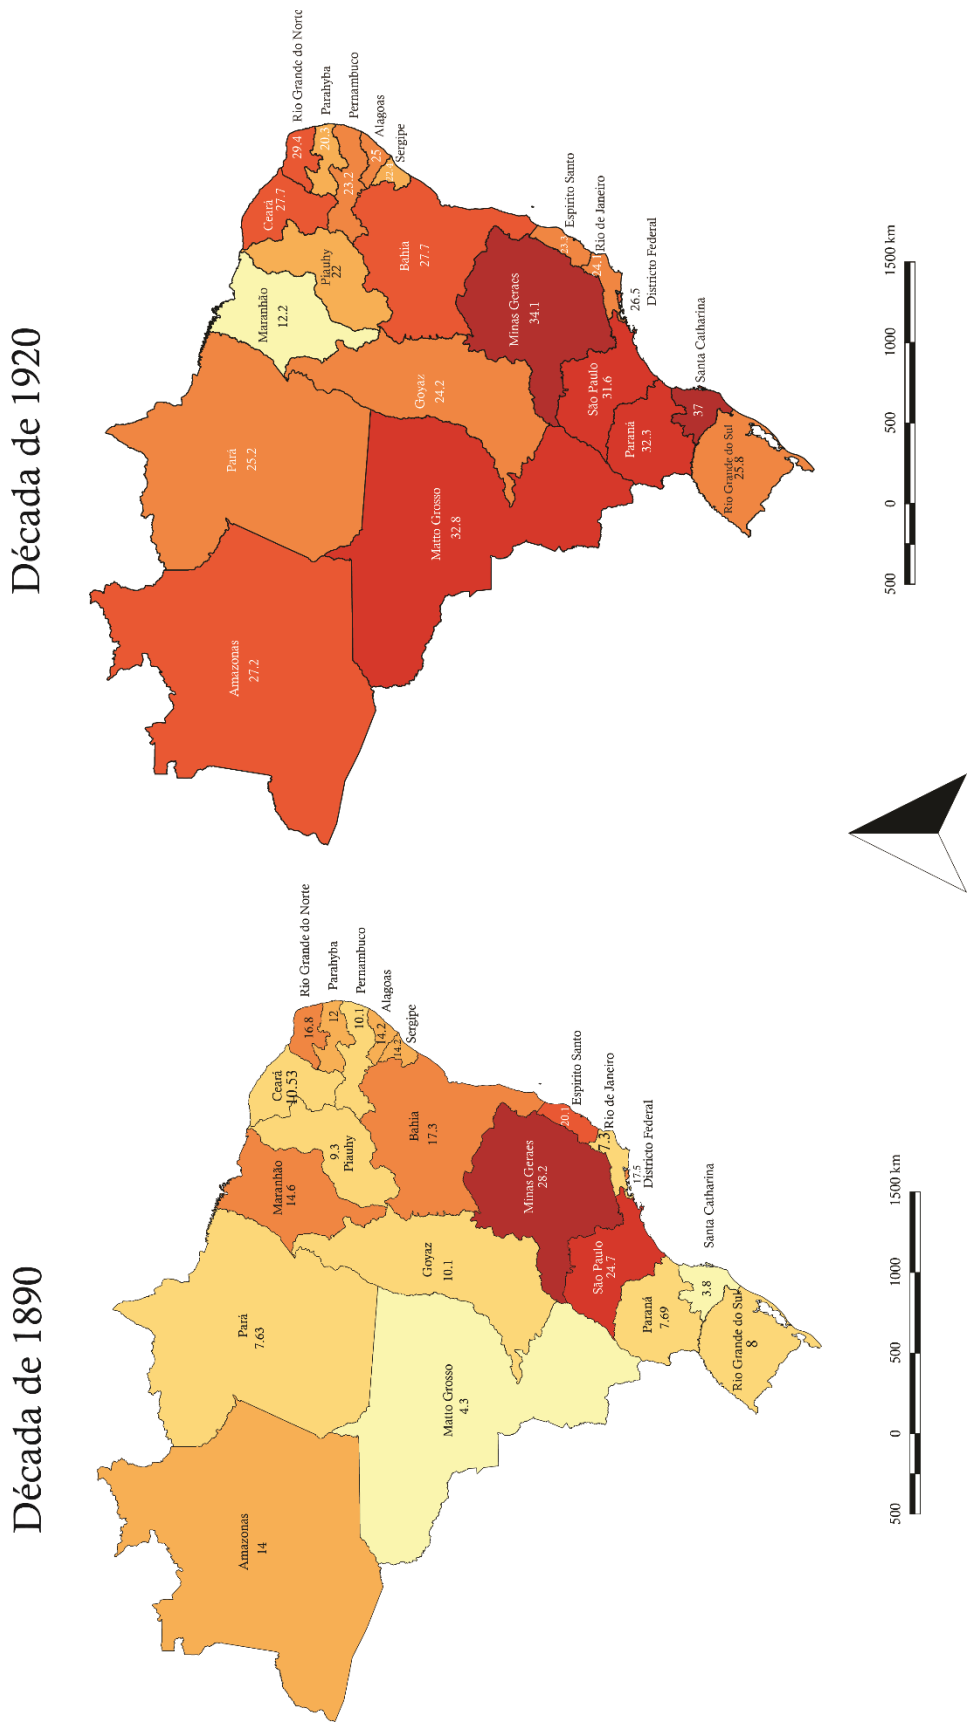 Década de 1890
Amazonas
14
Pará
7.63
Maranhão
14.6
Ceará
10.53
Rio Grande do Norte
16.8
Parahyba
12
Pernambuco
10.1
Alagoas
14.2
Sergipe
9.3
Piauhy
Bahia
17.3
Goyaz
10.1
Matto Grosso
4.3
Minas Geraes
28.2
Espirito Santo
20.1
Rio de Janeiro
7.3
17.5
Districto Federal
São Paulo
24.7
Paraná
7.69
Santa Catharina
3.8
Rio Grande do Sul
8
500 0 500 1000 1500 km
Década de 1920
Amazonas
27.2
Pará
25.2
Maranhão
12.2
Ceará
27.7
Rio Grande do Norte
29.4
Parahyba
20.3
Pernambuco
23.2
Alagoas
25
Sergipe
Piauhy
22
Bahia
27.7
Goyaz
24.2
Matto Grosso
32.8
Minas Geraes
34.1
Espirito Santo
Rio de Janeiro
26.5
Districto Federal
São Paulo
31.6
Paraná
32.3
Santa Catharina
37
Rio Grande do Sul
25.8
500 0 500 1000 1500 km